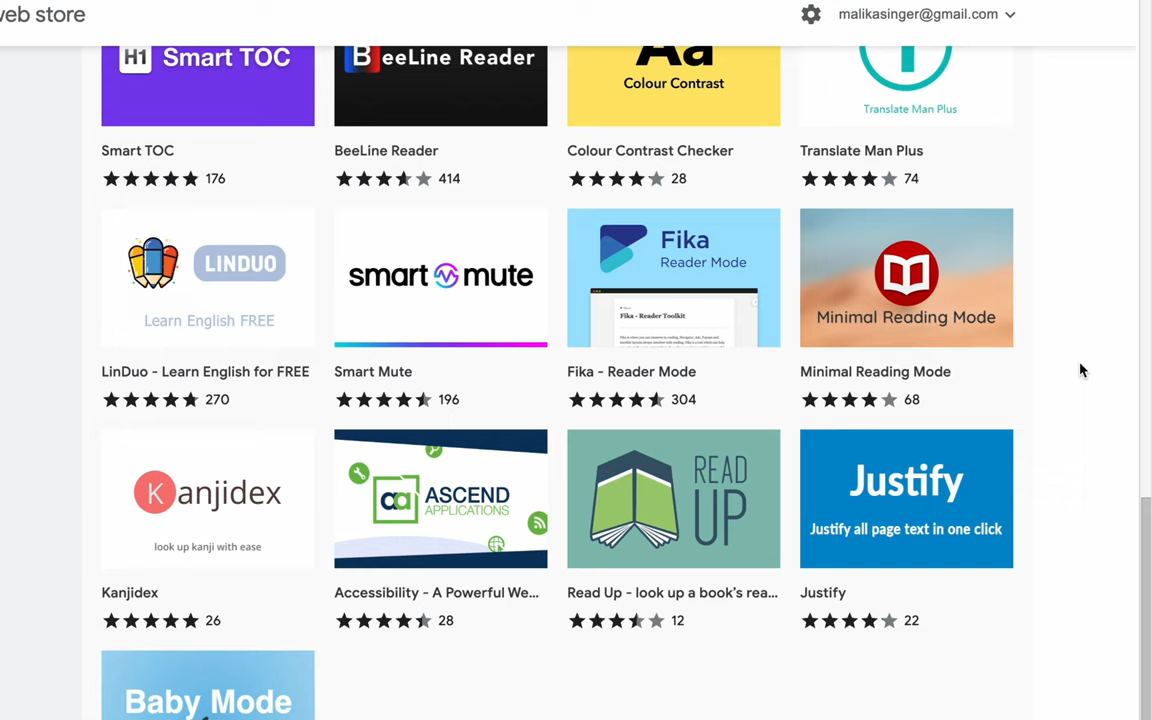 web store
malikasinger@gmail.com
H1 Smart TOC
BeeLine Reader
Aa
Colour Contrast
Translate Man Plus
Smart TOC
BeeLine Reader
Colour Contrast Checker
Translate Man Plus
176
414
28
74
LINDUO
Learn English FREE
smart mute
Fika
Reader Mode
Fika - Reader Toolkit
Minimal Reading Mode
LinDuo - Learn English for FREE
Smart Mute
Fika - Reader Mode
Minimal Reading Mode
270
196
304
68
Kanjidex
look up kanji with ease
aa ASCEND
APPLICATIONS
READ
UP
Justify
Justify all page text in one click
Kanjidex
Accessibility - A Powerful We...
Read Up - look up a book's rea...
Justify
26
28
12
22
Baby Mode